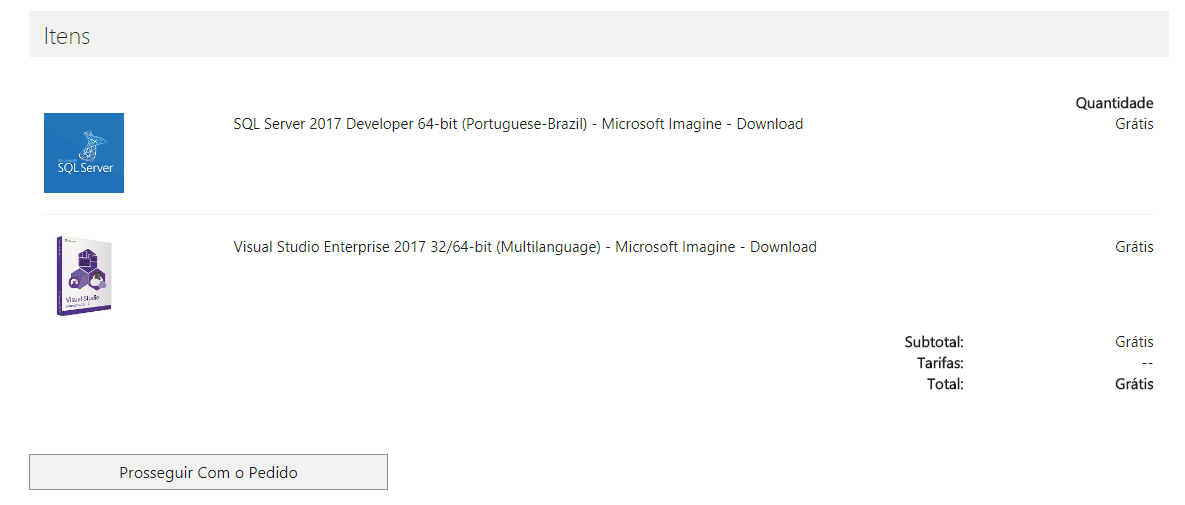 Itens
Quantidade
SQL Server 2017 Developer 64-bit (Portuguese-Brazil) - Microsoft Imagine - Download
Grátis
Microsoft
SQL Server
Visual Studio Enterprise 2017 32/64-bit (Multilanguage) - Microsoft Imagine - Download
Grátis
Visual Studio
Subtotal: Grátis
Tarifas: --
Total: Grátis
Prosseguir Com o Pedido